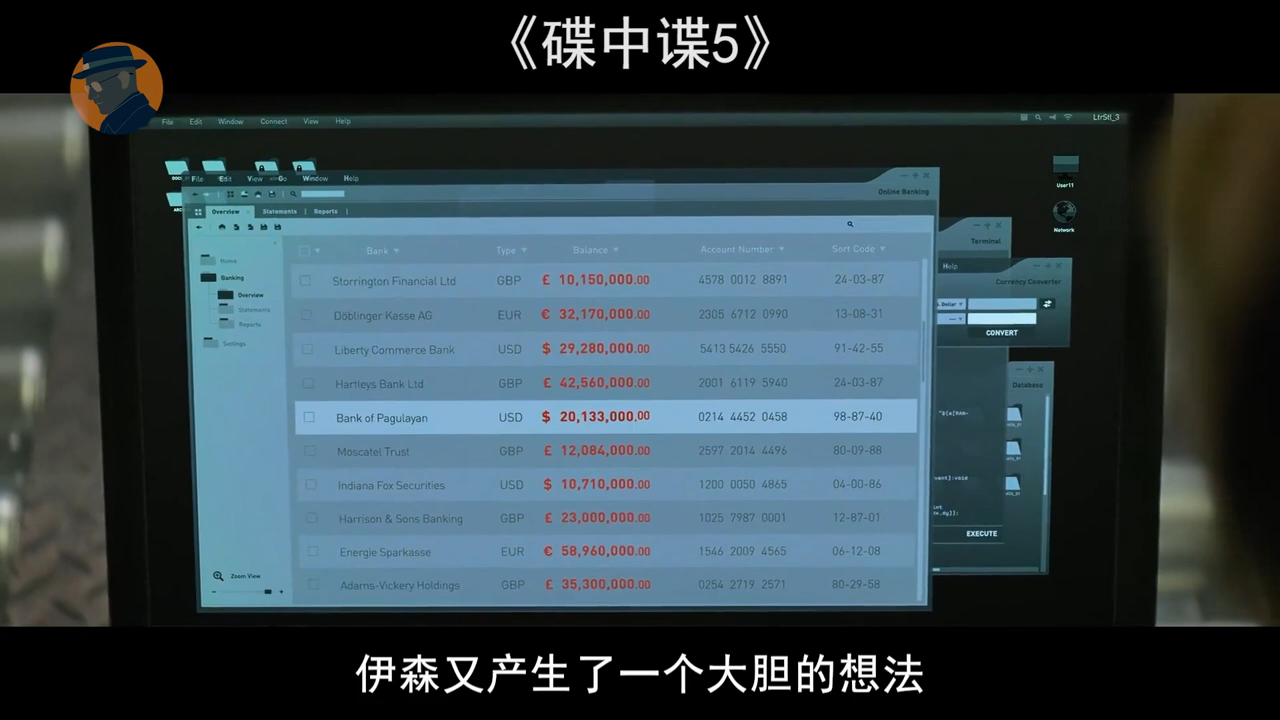 《碟中谍5》
File Edit Window Connect View Help
LtrStl_3
File Edit View Go Window Help
Online Banking
User11
Overview Statements Reports
Network
Terminal
Bank Type Balance Account Number Sort Code
Home
Help
Banking
Storrington Financial Ltd GBP £ 10,150,000.00 4578 0012 8891 24-03-87
Currency Converter
Overview
Statements
Döblinger Kasse AG EUR € 32,170,000.00 2305 6712 0990 13-08-31
Reports
CONVERT
Settings
Liberty Commerce Bank USD $ 29,280,000.00 5413 5426 5550 91-42-55
Hartleys Bank Ltd GBP £ 42,560,000.00 2001 6119 5940 24-03-87
Database
Bank of Pagulayan USD $ 20,133,000.00 0214 4452 0458 98-87-40
Moscatel Trust GBP £ 12,084,000.00 2597 2014 4496 80-09-88
Indiana Fox Securities USD $ 10,710,000.00 1200 0050 4865 04-00-86
Harrison & Sons Banking GBP £ 23,000,000.00 1025 7987 0001 12-87-01
EXECUTE
Energie Sparkasse EUR € 58,960,000.00 1546 2009 4565 06-12-08
Zoom View
Adams-Vickery Holdings GBP £ 35,300,000.00 0254 2719 2571 80-29-58
伊森又产生了一个大胆的想法